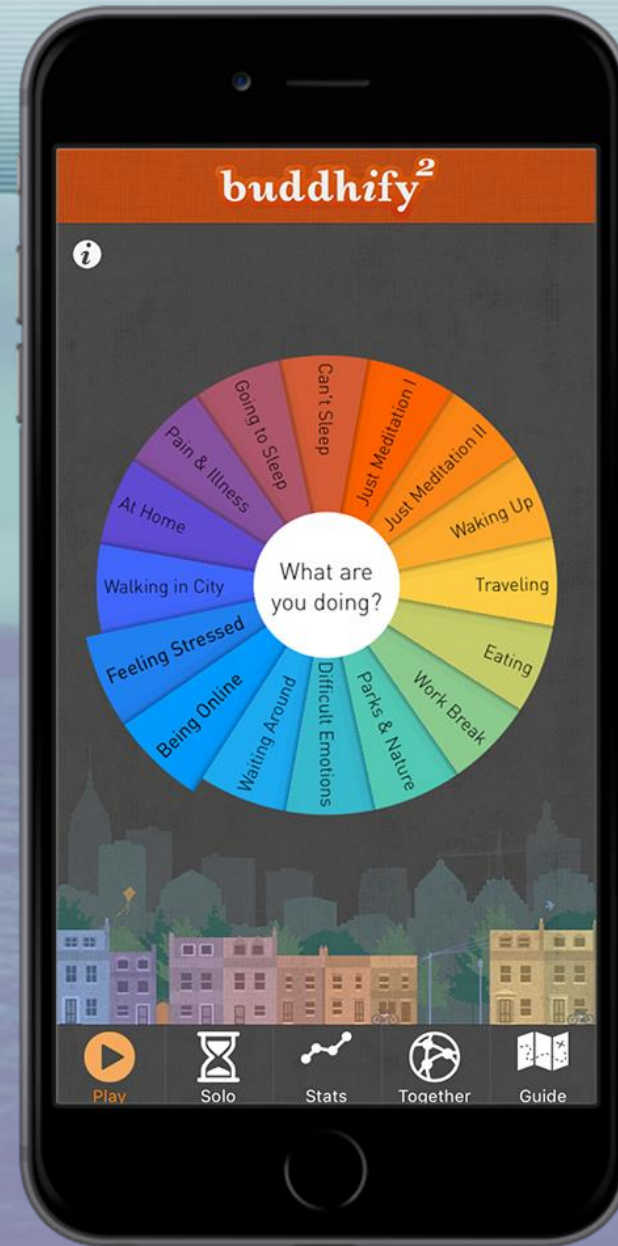 buddhify2
i
Can't Sleep
Just Meditation I
Just Meditation II
Waking Up
Traveling
Eating
Work Break
Parks & Nature
Difficult Emotions
Waiting Around
Being Online
Feeling Stressed
Walking in City
At Home
Pain & Illness
Going to Sleep
What are
you doing?
Play
Solo
Stats
Together
Guide